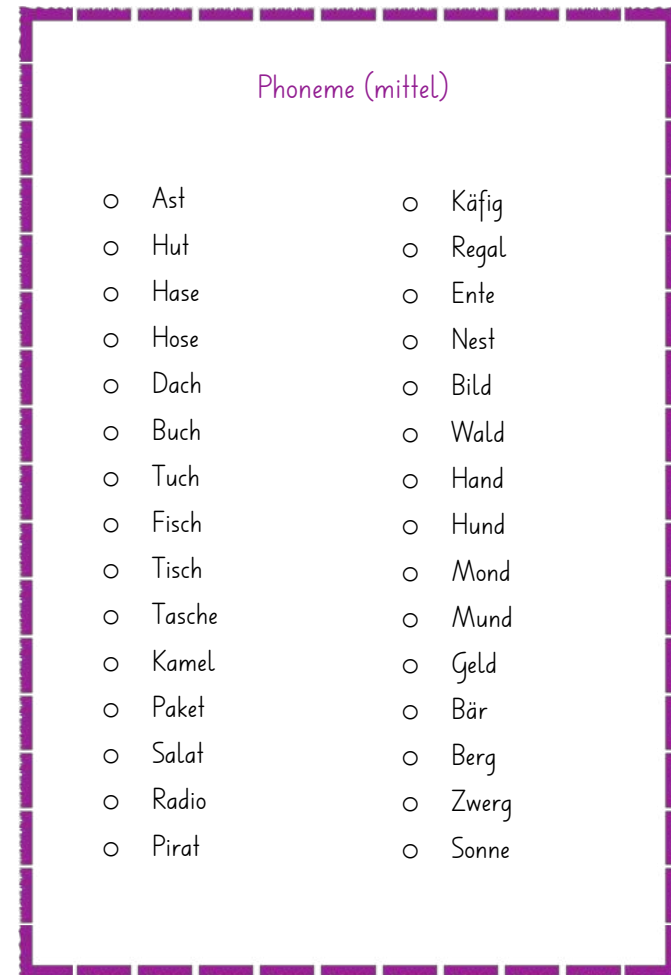 Phoneme (mittel)
○ Ast
○ Hut
○ Hase
○ Hose
○ Dach
○ Buch
○ Tuch
○ Fisch
○ Tisch
○ Tasche
○ Kamel
○ Paket
○ Salat
○ Radio
○ Pirat
○ Käfig
○ Regal
○ Ente
○ Nest
○ Bild
○ Wald
○ Hand
○ Hund
○ Mond
○ Mund
○ Geld
○ Bär
○ Berg
○ Zwerg
○ Sonne